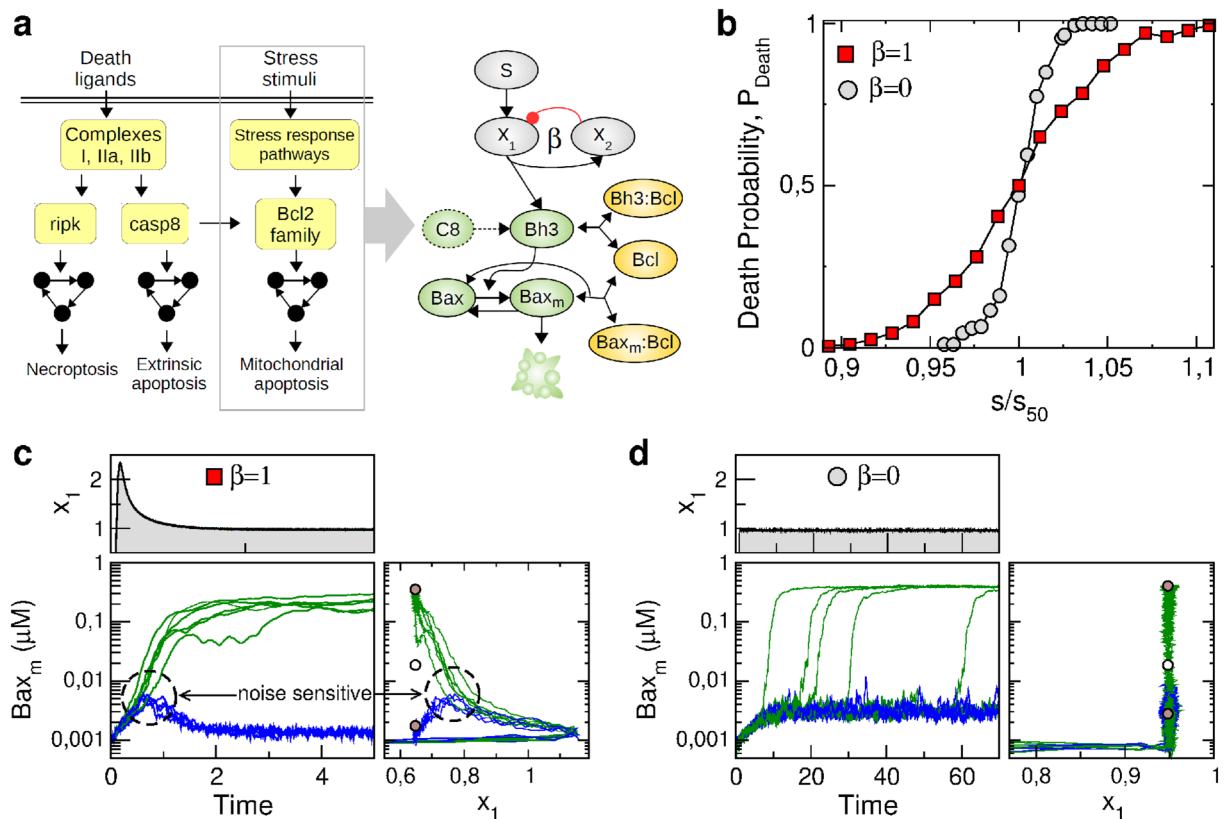 a
Death
ligands
Stress
stimuli
Complexes
I, IIa, IIb
Stress response
pathways
ripk
casp8
Bcl2
family
Necroptosis
Extrinsic
apoptosis
Mitochondrial
apoptosis
S
X1
β
X2
Bh3:Bcl
C8
Bh3
Bcl
Bax
Baxm
Baxm:Bcl
b
Death Probability, PDeath
1
0,5
0
β=1
β=0
0,9
0,95
1
1,05
1,1
s/s50
c
x1
2
1
β=1
Baxm (μM)
1
0,1
0,01
0,001
noise sensitive
0
2
4
Time
0,6
0,8
1
x1
d
x1
2
1
β=0
Baxm (μM)
1
0,1
0,01
0,001
0
20
40
60
Time
0,8
0,9
1
x1